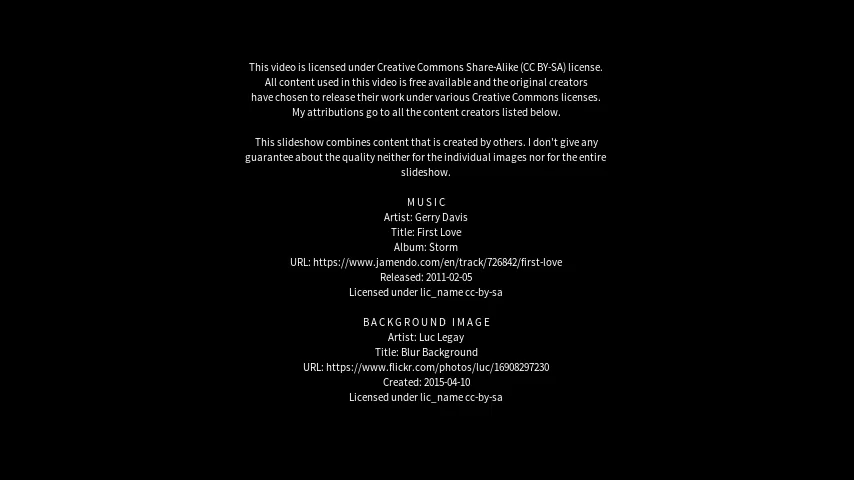 This video is licensed under Creative Commons Share-Alike (CC BY-SA) license.
All content used in this video is free available and the original creators
have chosen to release their work under various Creative Commons licenses.
My attributions go to all the content creators listed below.
This slideshow combines content that is created by others. I don't give any
guarantee about the quality neither for the individual images nor for the entire
slideshow.
MUSIC
Artist: Gerry Davis
Title: First Love
Album: Storm
URL: https://www.jamendo.com/en/track/726842/first-love
Released: 2011-02-05
Licensed under lic_name cc-by-sa
BACKGROUND IMAGE
Artist: Luc Legay
Title: Blur Background
URL: https://www.flickr.com/photos/luc/16908297230
Created: 2015-04-10
Licensed under lic_name cc-by-sa